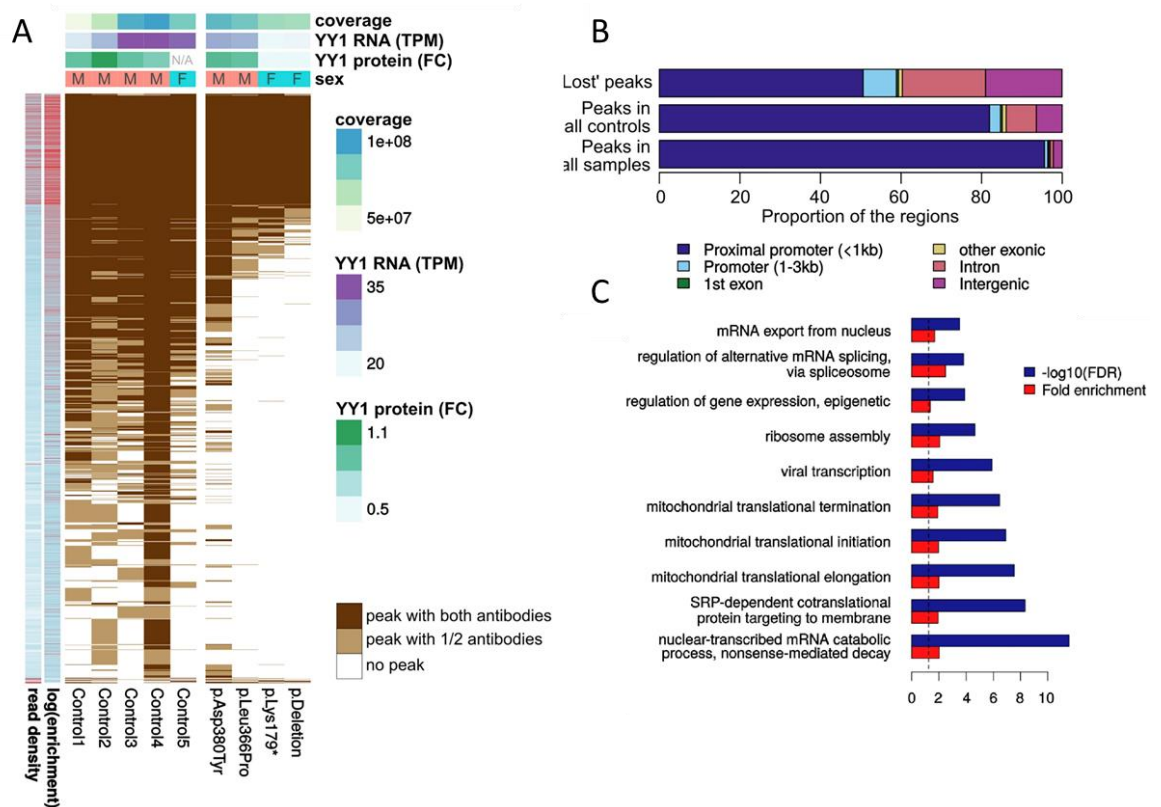 A
coverage
YY1 RNA (TPM)
YY1 protein (FC)
N/A
sex
M M M M F M M F F
coverage
1e+08
5e+07
YY1 RNA (TPM)
35
20
YY1 protein (FC)
1.1
0.5
peak with both antibodies
peak with 1/2 antibodies
no peak
read density
log(enrichment)
Control1
Control2
Control3
Control4
Control5
p.Asp380Tyr
p.Leu366Pro
p.Lys179*
p.Deletion
B
Lost' peaks
Peaks in
all controls
Peaks in
all samples
0 20 40 60 80 100
Proportion of the regions
Proximal promoter (<1kb)
Promoter (1-3kb)
1st exon
other exonic
Intron
Intergenic
C
mRNA export from nucleus
regulation of alternative mRNA splicing,
via spliceosome
regulation of gene expression, epigenetic
ribosome assembly
viral transcription
mitochondrial translational termination
mitochondrial translational initiation
mitochondrial translational elongation
SRP-dependent cotranslational
protein targeting to membrane
nuclear-transcribed mRNA catabolic
process, nonsense-mediated decay
-log10(FDR)
Fold enrichment
0 2 4 6 8 10